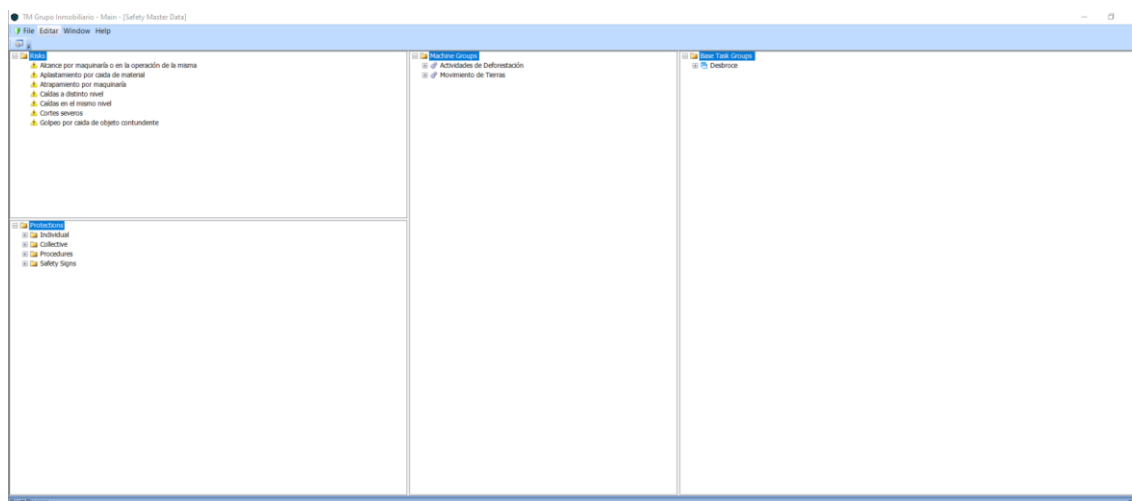 TM Grupo Inmobiliario - Main - [Safety Master Data]
File Editar Window Help
Risks
Alcance por maquinaría o en la operación de la misma
Aplastamiento por caida de material
Atrapamiento por maquinaría
Caídas a distinto nivel
Caídas en el mismo nivel
Cortes severos
Golpeo por caida de objeto contundente
Protections
Individual
Collective
Procedures
Safety Signs
Machine Groups
Actividades de Deforestación
Movimiento de Tierras
Base Task Groups
Desbroce